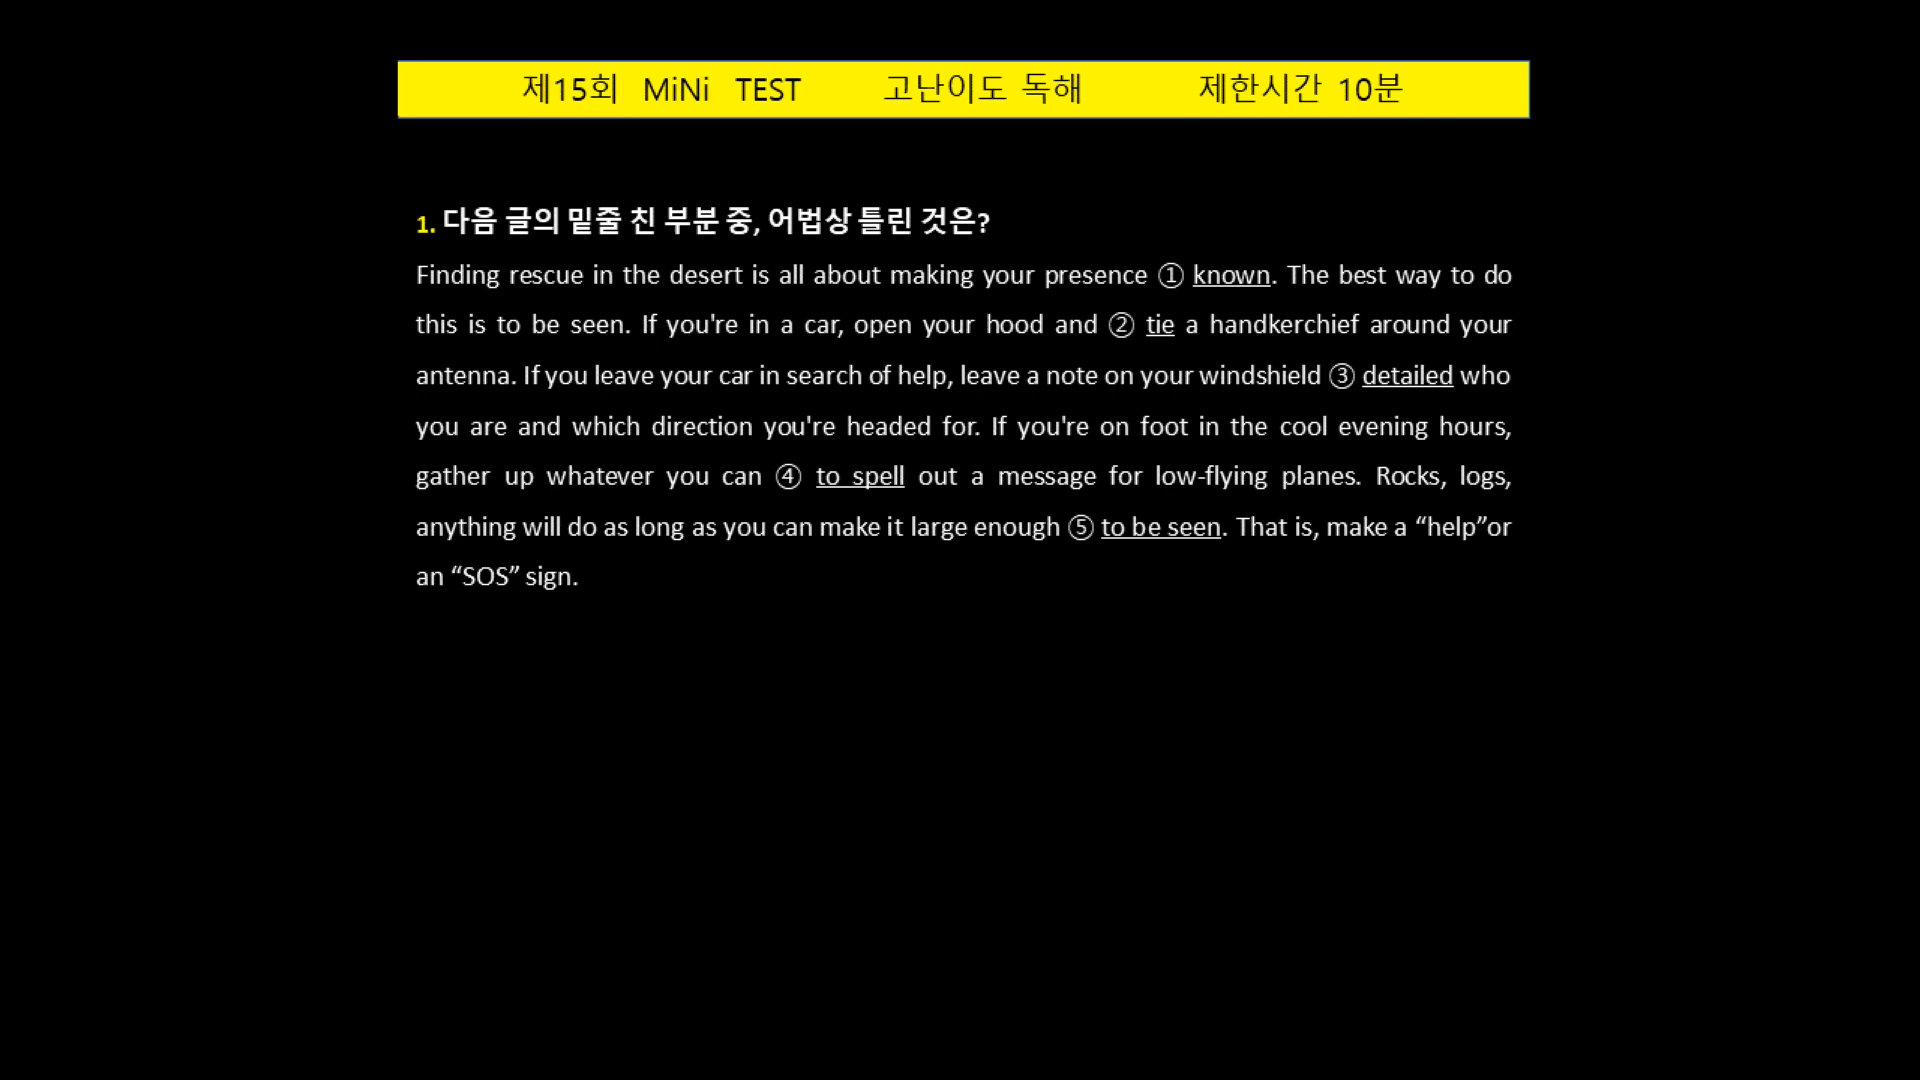 제15회 MiNi TEST 고난이도 독해 제한시간 10분
1. 다음 글의 밑줄 친 부분 중, 어법상 틀린 것은?
Finding rescue in the desert is all about making your presence ① known. The best way to do
this is to be seen. If you're in a car, open your hood and ② tie a handkerchief around your
antenna. If you leave your car in search of help, leave a note on your windshield ③ detailed who
you are and which direction you're headed for. If you're on foot in the cool evening hours,
gather up whatever you can ④ to spell out a message for low-flying planes. Rocks, logs,
anything will do as long as you can make it large enough ⑤ to be seen. That is, make a “help”or
an “SOS” sign.